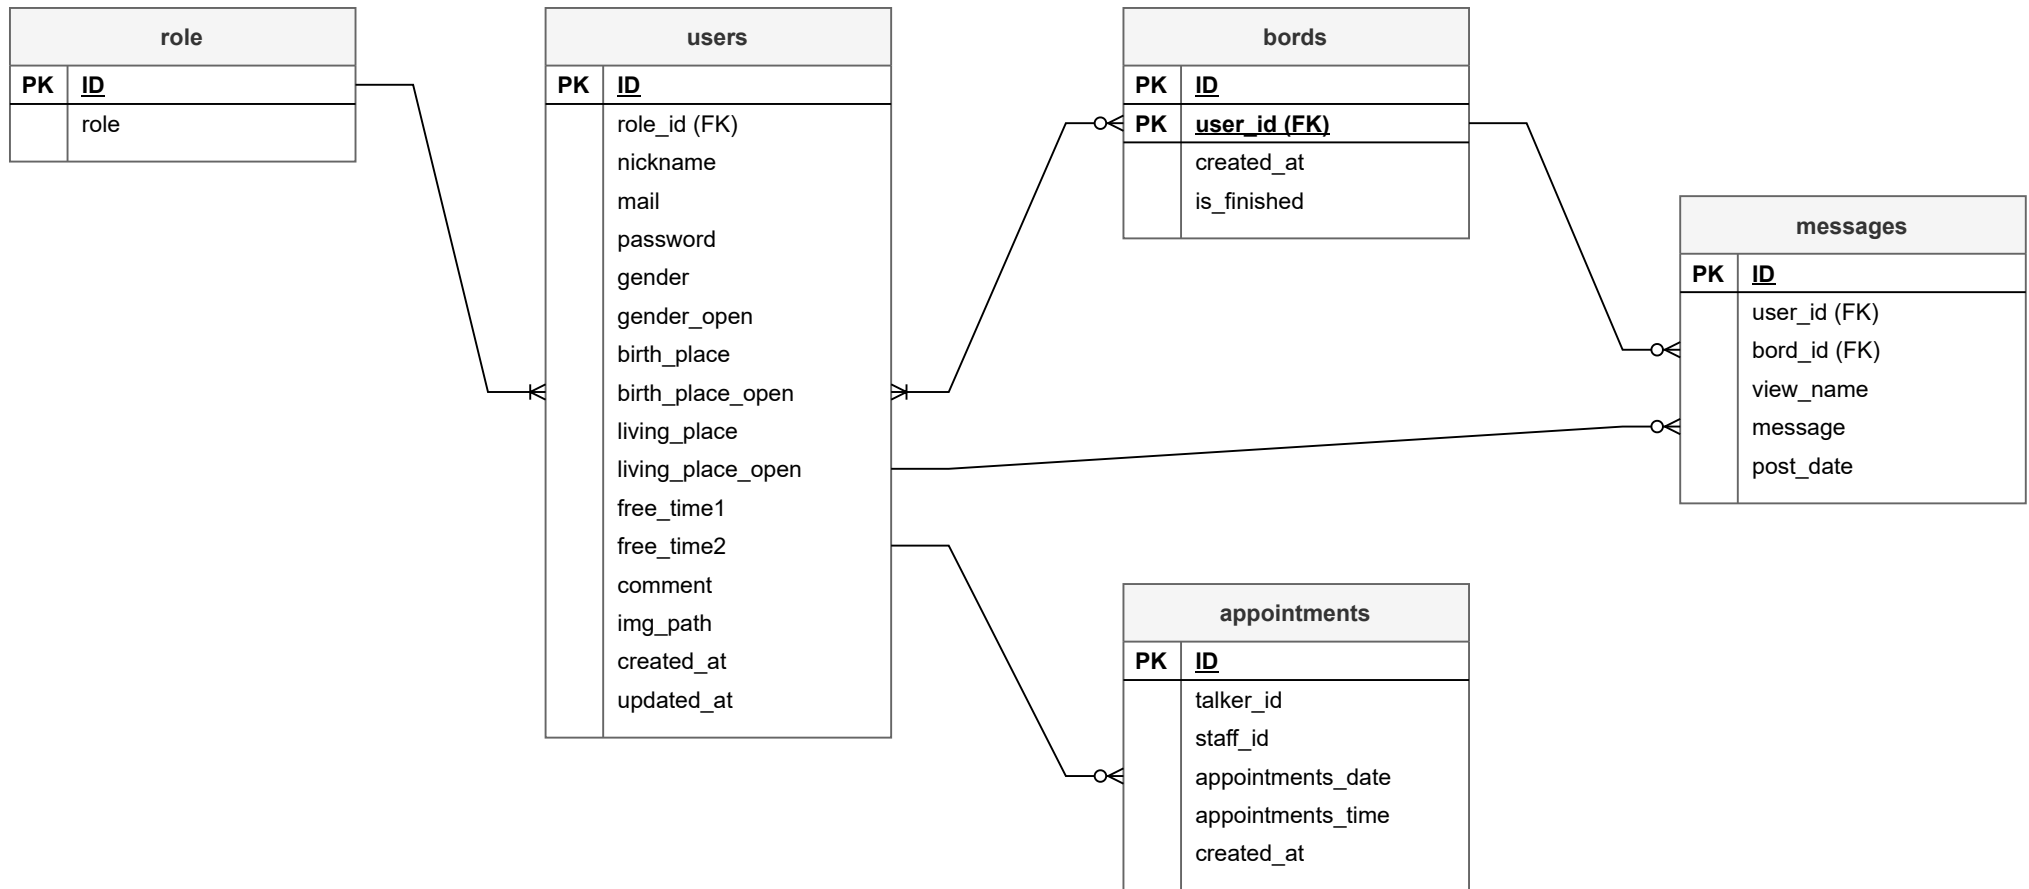 role
PK ID
role
users
PK ID
role_id (FK)
nickname
mail
password
gender
gender_open
birth_place
birth_place_open
living_place
living_place_open
free_time1
free_time2
comment
img_path
created_at
updated_at
bords
PK ID
PK user_id (FK)
created_at
is_finished
messages
PK ID
user_id (FK)
bord_id (FK)
view_name
message
post_date
appointments
PK ID
talker_id
staff_id
appointments_date
appointments_time
created_at